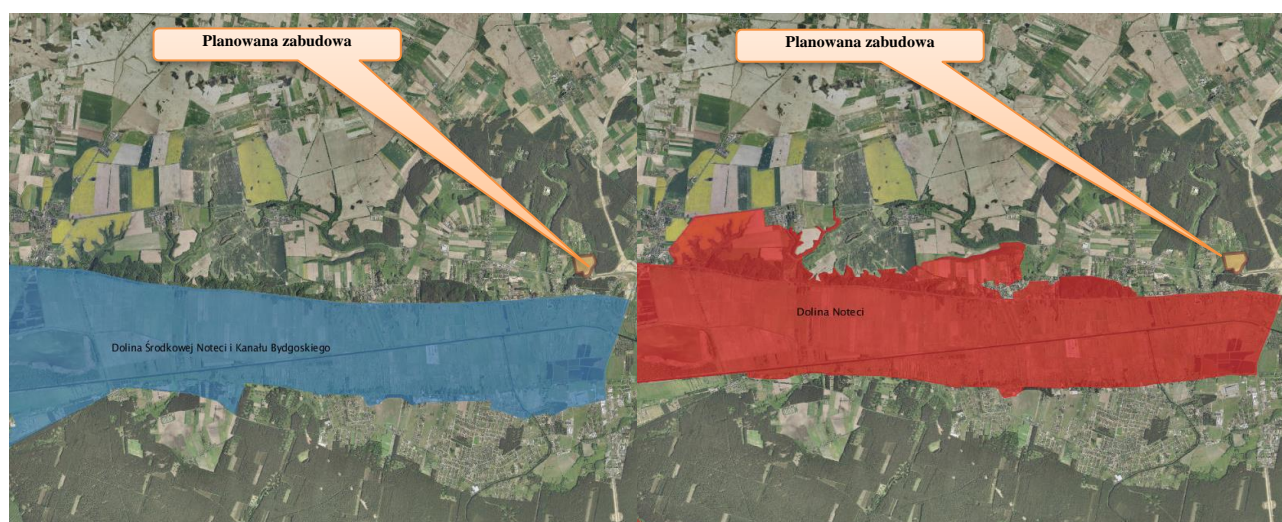 Planowana zabudowa
Planowana zabudowa
Dolina Środkowej Noteci i Kanału Bydgoskiego
Dolina Noteci